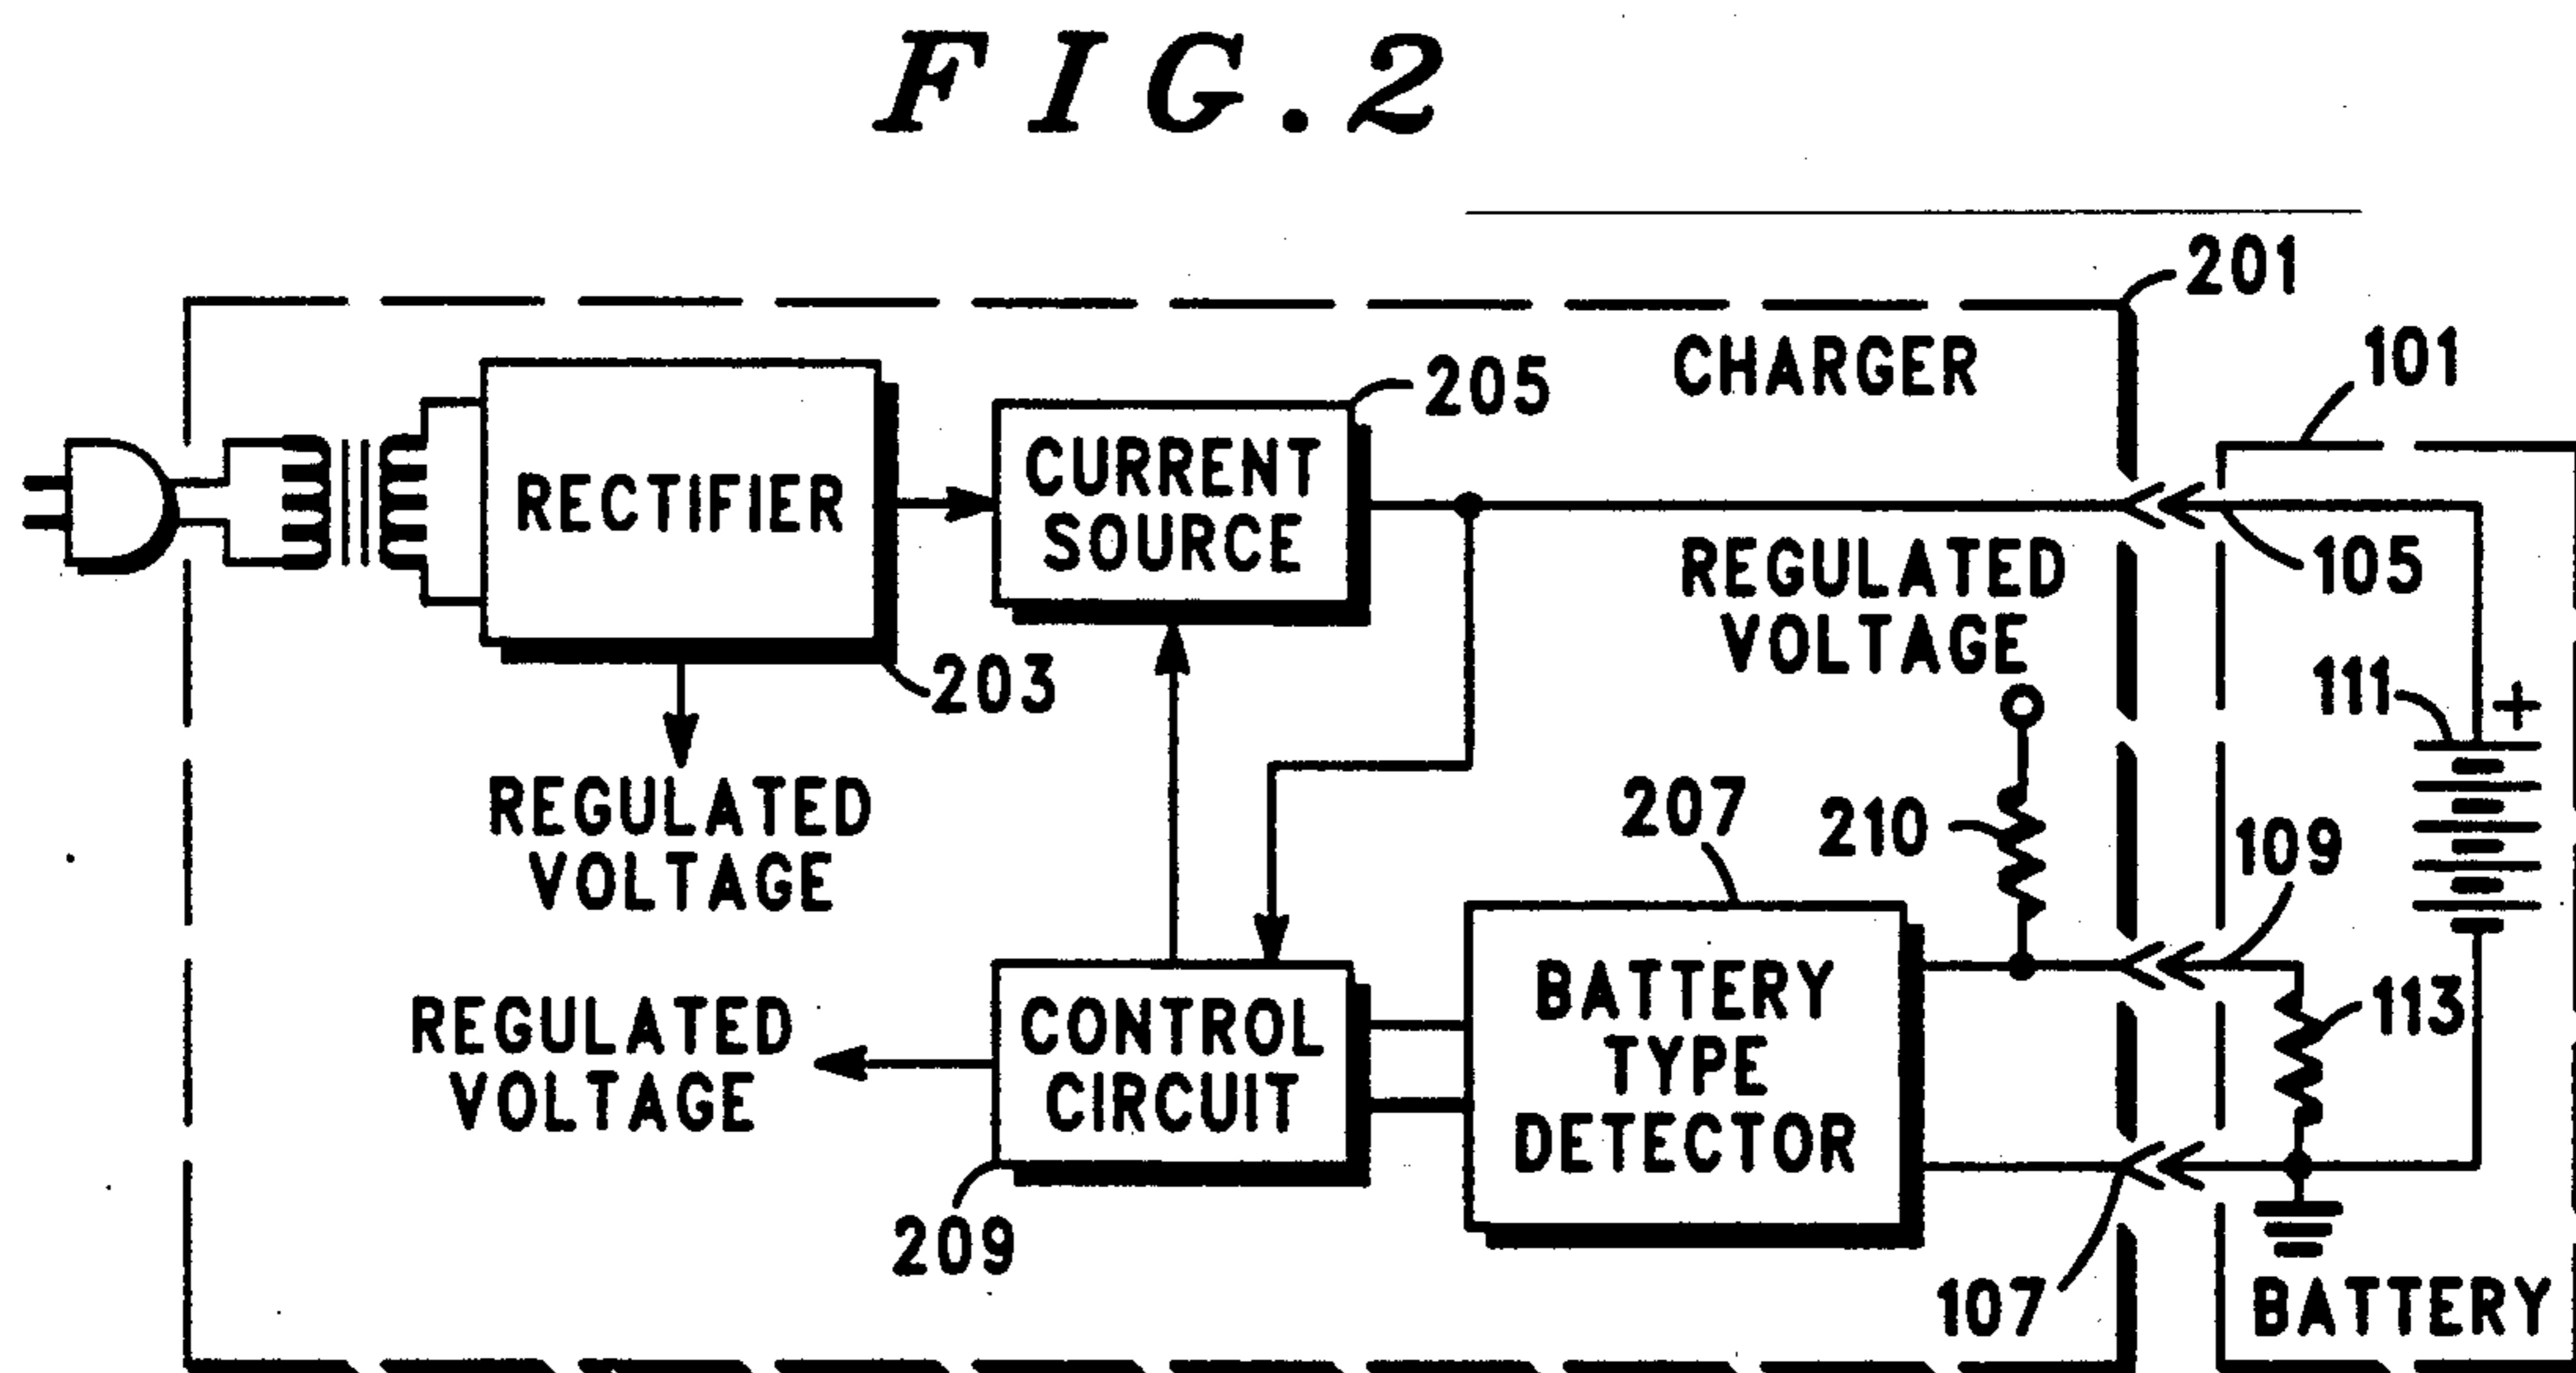 FIG.2
201
CHARGER
101
205
RECTIFIER
CURRENT
SOURCE
105
REGULATED
VOLTAGE
203
111
+
REGULATED
VOLTAGE
207
210
109
BATTERY
TYPE
DETECTOR
113
REGULATED
VOLTAGE
CONTROL
CIRCUIT
209
107
BATTERY